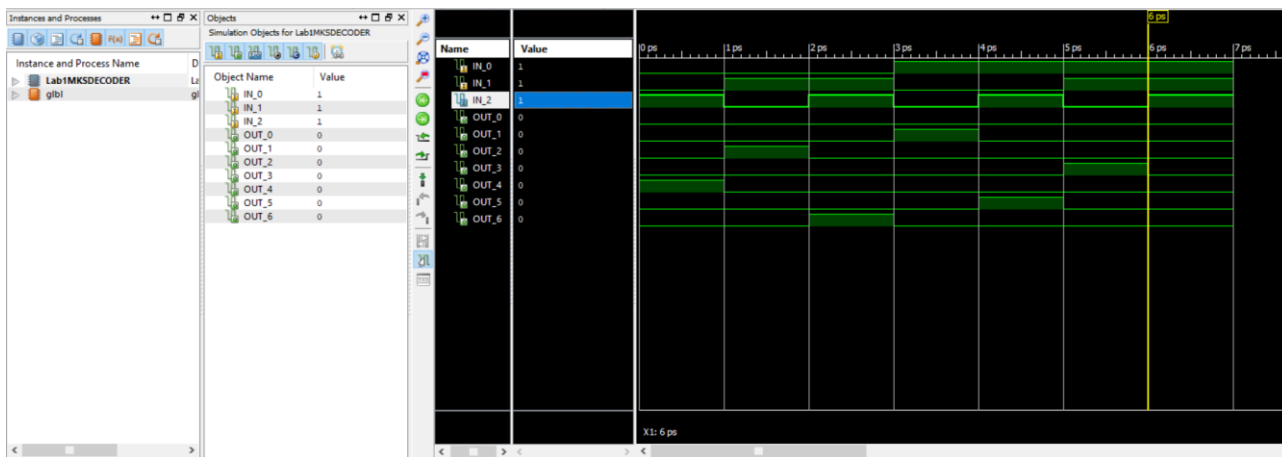 Instances and Processes
Instance and Process Name D
Lab1MKSDECODER La
glbl gl
Objects
Simulation Objects for Lab1MKSDECODER
Object Name Value
IN_0 1
IN_1 1
IN_2 1
OUT_0 0
OUT_1 0
OUT_2 0
OUT_3 0
OUT_4 0
OUT_5 0
OUT_6 0
6 ps
Name Value 0 ps 1 ps 2 ps 3 ps 4 ps 5 ps 6 ps 7 ps
IN_0 1
IN_1 1
IN_2 1
OUT_0 0
OUT_1 0
OUT_2 0
OUT_3 0
OUT_4 0
OUT_5 0
OUT_6 0
X1: 6 ps